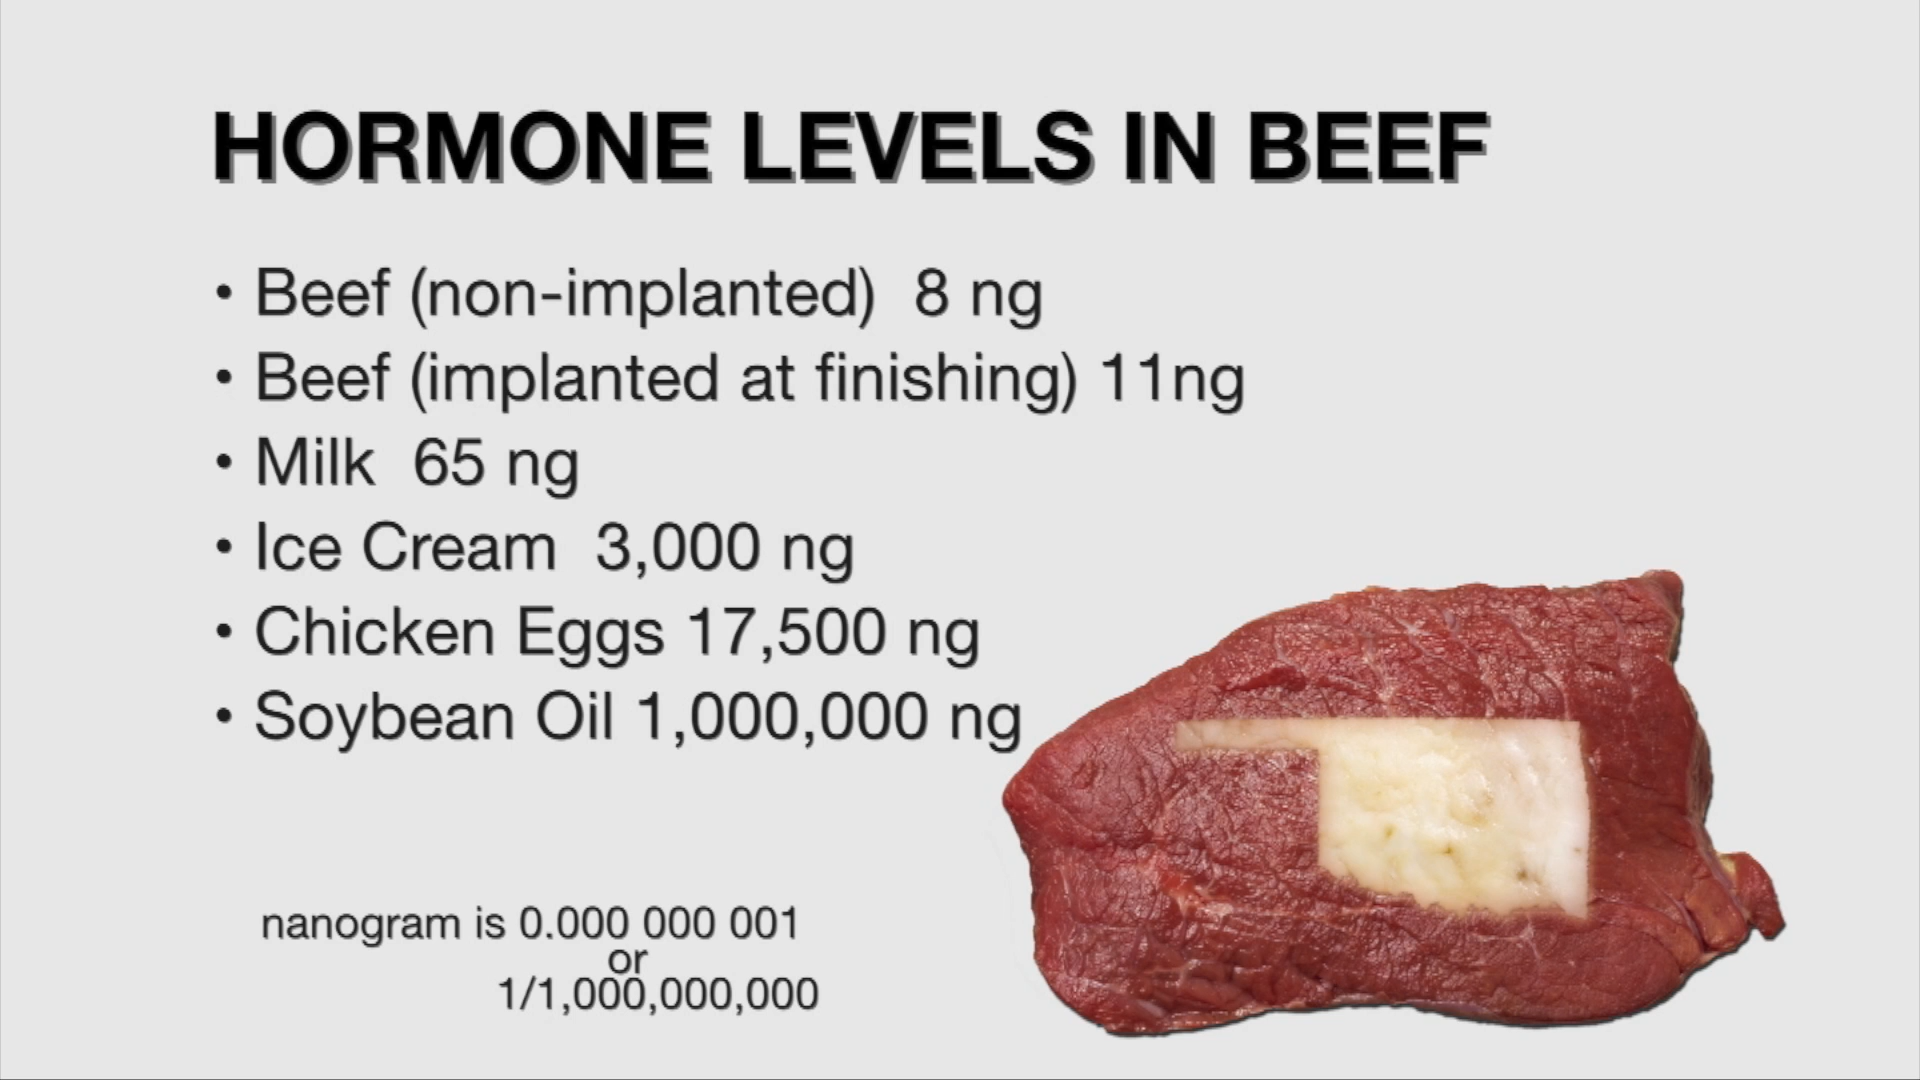 HORMONE LEVELS IN BEEF
• Beef (non-implanted) 8 ng
• Beef (implanted at finishing) 11ng
• Milk 65 ng
• Ice Cream 3,000 ng
• Chicken Eggs 17,500 ng
• Soybean Oil 1,000,000 ng
nanogram is 0.000 000 001
or
1/1,000,000,000